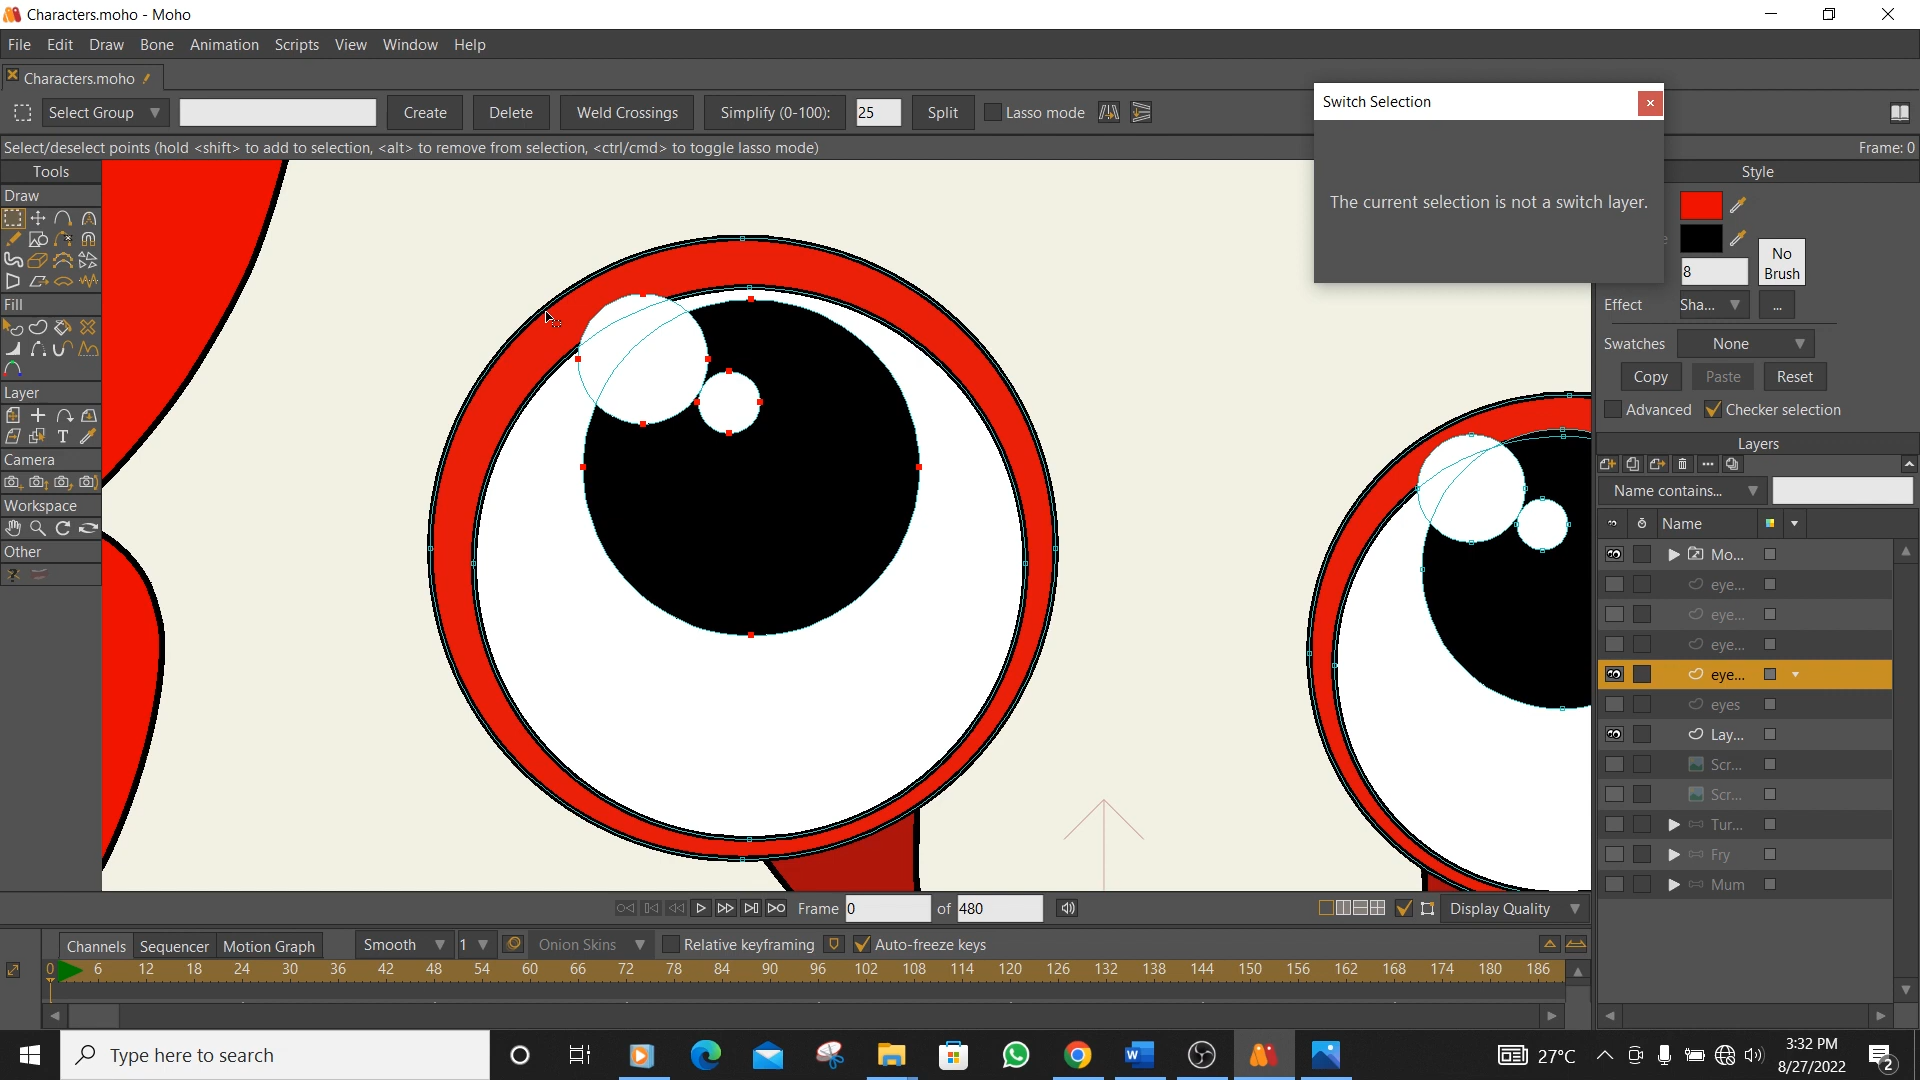 Characters.moho - Moho
File Edit Draw Bone Animation Scripts View Window Help
Characters.moho
Select Group Create Delete Weld Crossings Simplify (0-100): 25 Split Lasso mode
Switch Selection
Select/deselect points (hold <shift> to add to selection, <alt> to remove from selection, <ctrl/cmd> to toggle lasso mode)
Frame: 0
The current selection is not a switch layer.
Tools
Draw
Fill
Layer
T
Camera
Workspace
Other
Style
8
No
Brush
Effect Sha... ...
Swatches None
Copy Paste Reset
Advanced Checker selection
Layers
Name contains...
Name
Mo...
eye...
eye...
eye...
eye...
eyes
Lay...
Scr...
Scr...
Tur...
Fry
Mum
Frame 0 of 480 Display Quality
Channels Sequencer Motion Graph Smooth 1 Onion Skins Relative keyframing Auto-freeze keys
0 6 12 18 24 30 36 42 48 54 60 66 72 78 84 90 96 102 108 114 120 126 132 138 144 150 156 162 168 174 180 186
Type here to search
27°C
3:32 PM
8/27/2022
2